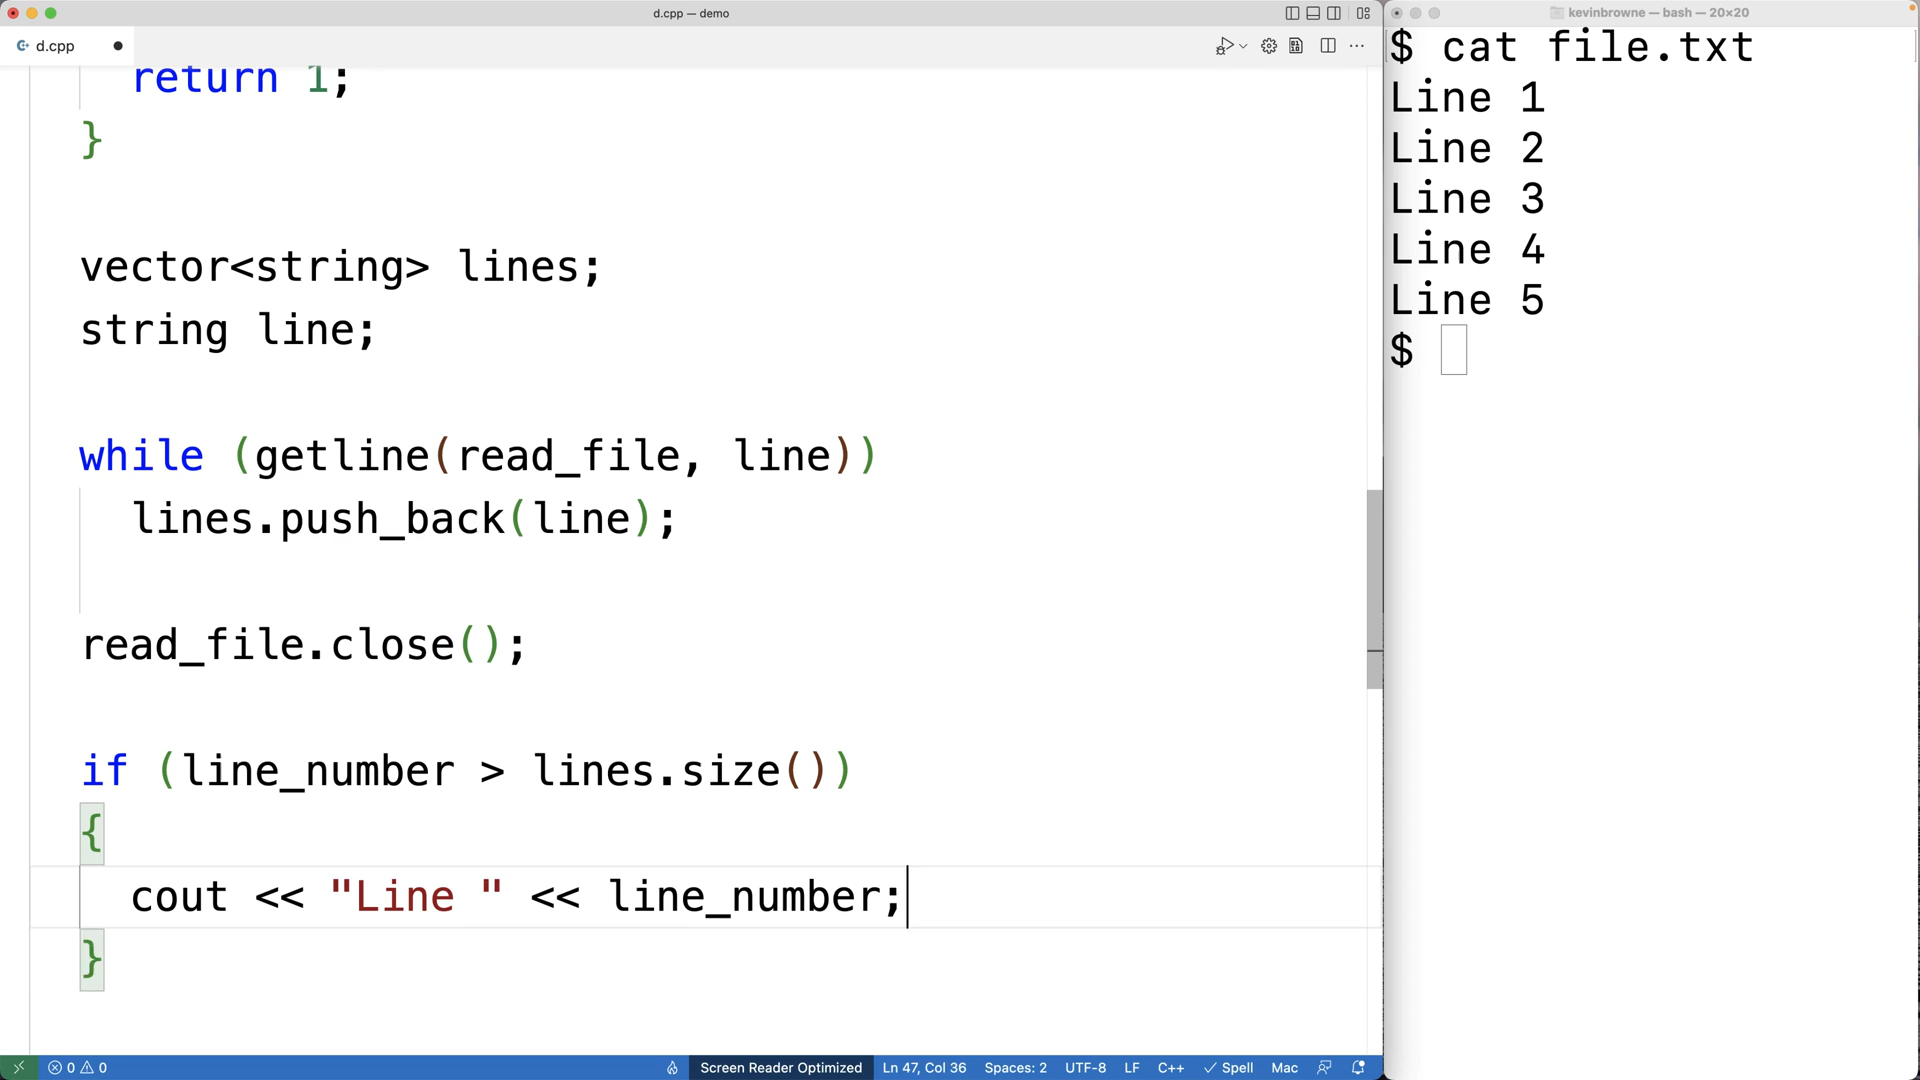 d.cpp — demo
d.cpp
return 1;
}
vector<string> lines;
string line;
while (getline(read_file, line))
lines.push_back(line);
read_file.close();
if (line_number > lines.size())
{
cout << "Line " << line_number;
}
0 0
Screen Reader Optimized
Ln 47, Col 36
Spaces: 2
UTF-8
LF
C++
Spell
Mac
kevinbrowne — bash — 20×20
$ cat file.txt
Line 1
Line 2
Line 3
Line 4
Line 5
$